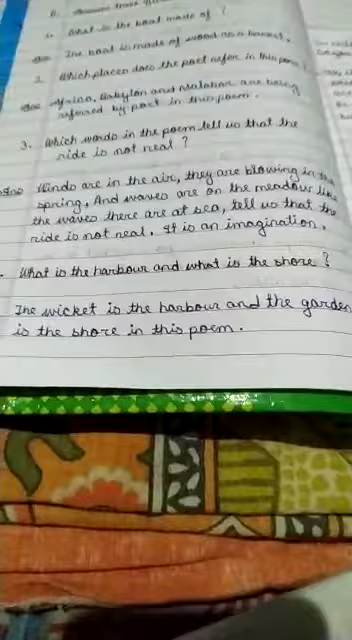 1. What is the boat made of ?
Ans The boat is made of wood or a basket.
2. Which places does the poet refer in this poem ?
Ans Africa, Babylon and Malabar are being
referred by poet in this poem.
3. Which words in the poem tell us that the
ride is not real ?
Ans Winds are in the air, they are blowing in the
spring. And waves are on the meadow like
the waves there are at sea, tell us that the
ride is not real. It is an imagination.
. What is the harbour and what is the shore ?
The wicket is the harbour and the garden
is the shore in this poem.